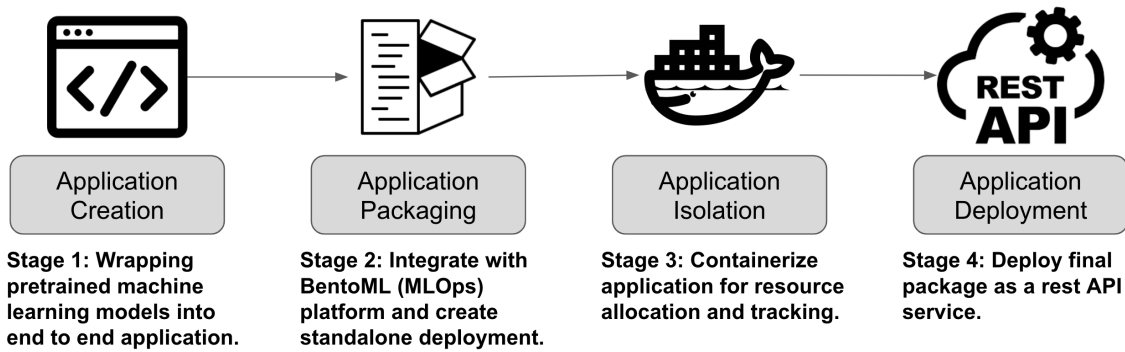 </>
REST
API
Application
Creation
Application
Packaging
Application
Isolation
Application
Deployment
Stage 1: Wrapping
pretrained machine
learning models into
end to end application.
Stage 2: Integrate with
BentoML (MLOps)
platform and create
standalone deployment.
Stage 3: Containerize
application for resource
allocation and tracking.
Stage 4: Deploy final
package as a rest API
service.